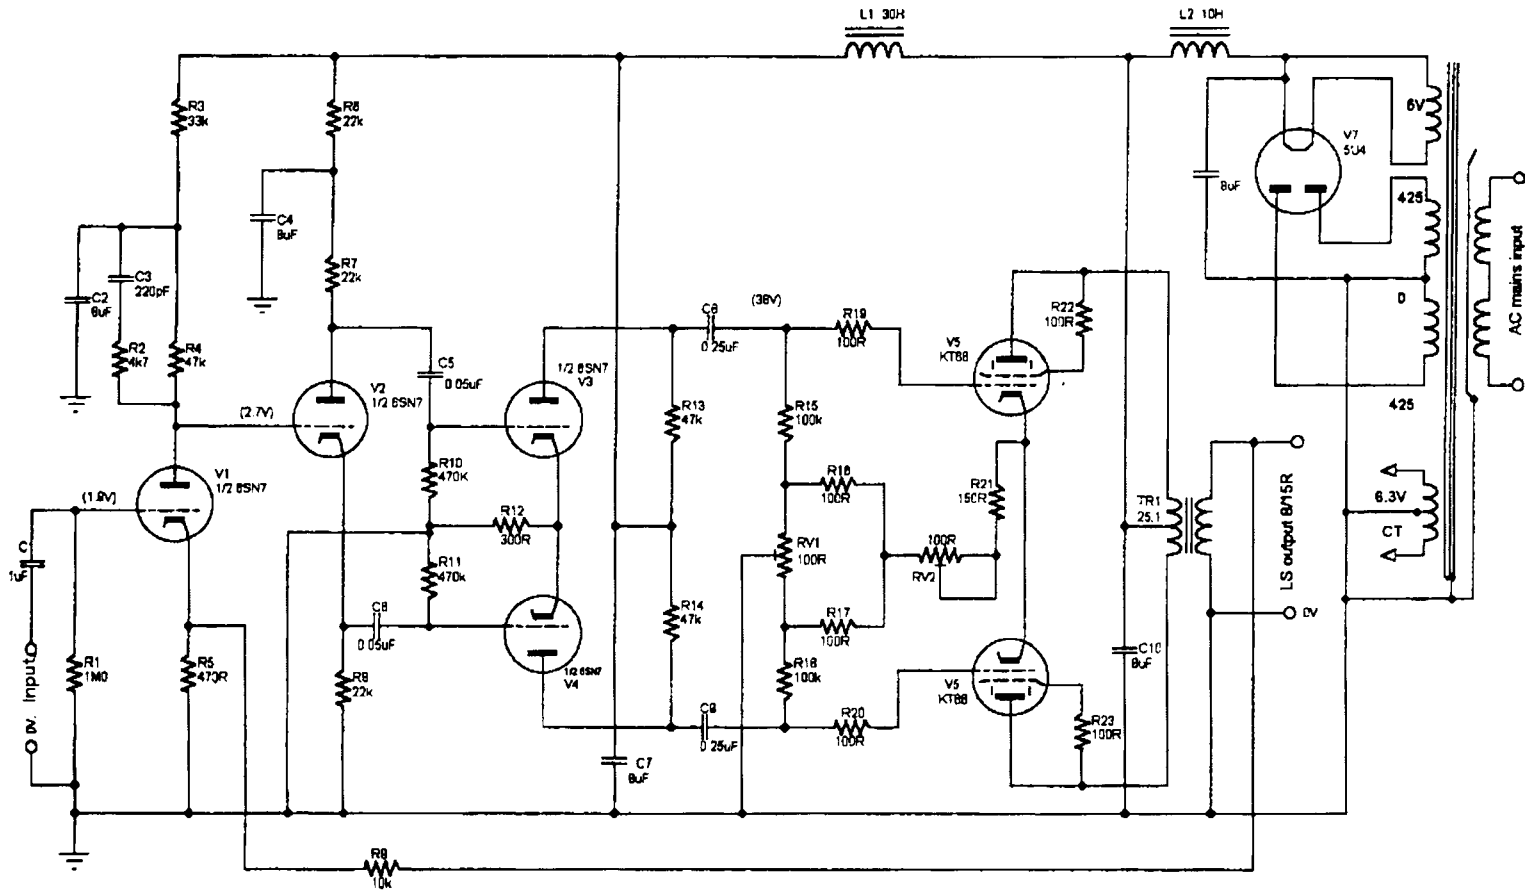 L1 30H
L2 10H
R3
33k
R6
22k
6V
V7
5U4
8uF
425
C4
8uF
AC mains input
C3
220pF
R7
22k
C2
8uF
D
(38V)
R22
100R
C6
0 25uF
R19
100R
R2
4k7
R4
47k
V5
KT88
C5
0 05uF
1/2 6SN7
V3
V2
1/2 6SN7
(2.7V)
R13
47k
R15
100k
425
R10
470K
V1
1/2 6SN7
(1.9V)
R16
100R
R21
150R
6.3V
TR1
25:1
LS output 8/15R
R12
300R
CT
C
1uF
R11
470k
RV1
100R
100R
RV2
C8
0 05uF
R14
47k
R17
100R
0V
Input
0V.
R1
1M0
R5
470R
R8
22k
1/2 6SN7
V4
R18
100k
V5
KT88
C10
8uF
C9
0 25uF
R20
100R
R23
100R
C7
8uF
R9
10k